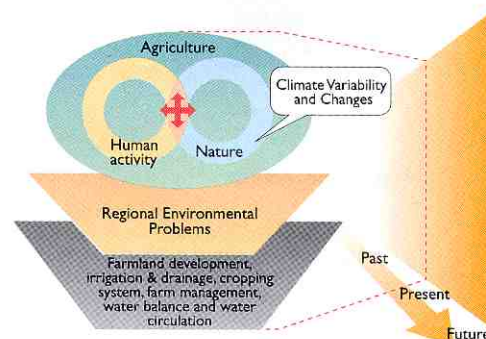 Agriculture
Climate Variability
and Changes
Human
activity
Nature
Regional Environmental
Problems
Farmland development,
irrigation & drainage, cropping
system, farm management,
water balance and water
circulation
Past
Present
Future